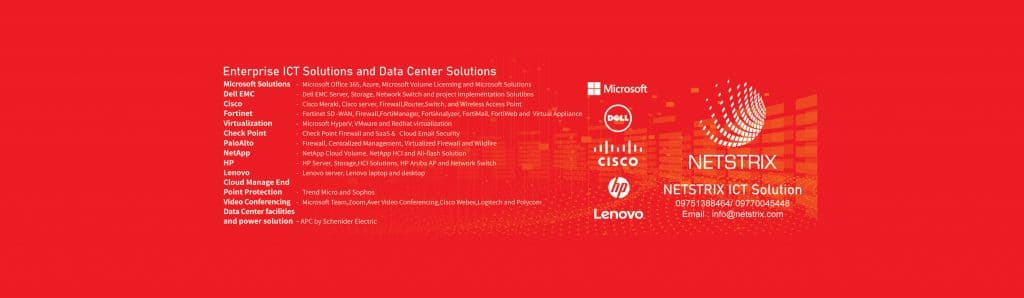 Enterprise ICT Solutions and Data Center Solutions
Microsoft Solutions - Microsoft Office 365, Azure, Microsoft Volume Licensing and Microsoft Solutions
Dell EMC - Dell EMC Server, Storage, Network Switch and project implementation Solutions
Cisco - Cisco Meraki, Cisco server, Firewall,Router,Switch, and Wireless Access Point
Fortinet - Fortinet SD -WAN, Firewall,FortiManager, FortiAnalyzer, FortiMail, FortiWeb and Virtual Appliance
Virtualization - Microsoft HyperV, VMware and Redhat virtualization
Check Point - Check Point Firewall and SaaS & Cloud Email Security
PaloAlto - Firewall, Centralized Management, Virtualized Firewall and Wildfire
NetApp - NetApp Cloud Volume, NetApp HCI and All-flash Solution
HP - HP Server, Storage,HCI Solutions, HP Aruba AP and Network Switch
Lenovo - Lenovo server, Lenovo laptop and desktop
Cloud Manage End
Point Protection - Trend Micro and Sophos
Video Conferencing - Microsoft Team,Zoom,Aver Video Conferencing,Cisco Webex,Logitech and Polycom
Data Center facilities
and power solution - APC by Schenider Electric
Microsoft
DELL
CISCO
hp
Lenovo
NETSTRIX
NETSTRIX ICT Solution
09751388464/ 09770045448
Email : info@netstrix.com